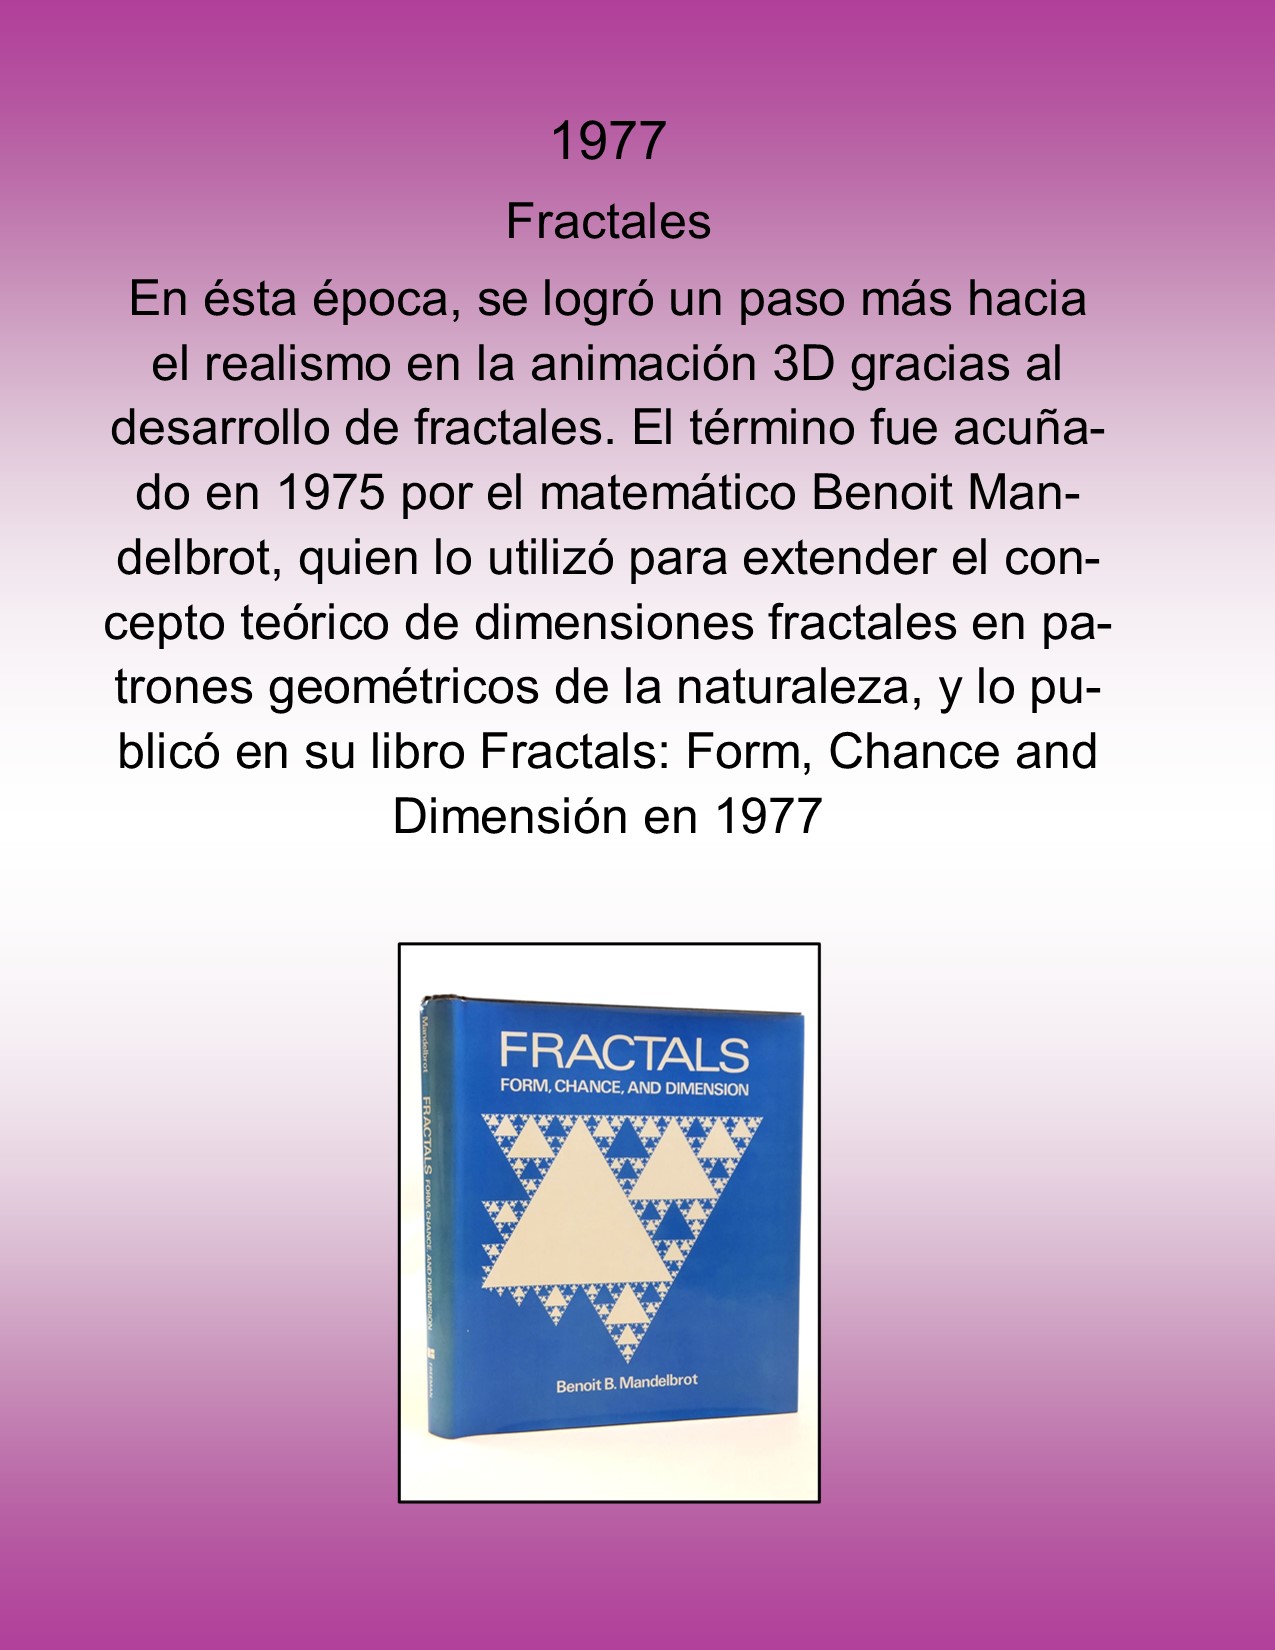 1977
Fractales
En ésta época, se logró un paso más hacia
el realismo en la animación 3D gracias al
desarrollo de fractales. El término fue acuña-
do en 1975 por el matemático Benoit Man-
delbrot, quien lo utilizó para extender el con-
cepto teórico de dimensiones fractales en pa-
trones geométricos de la naturaleza, y lo pu-
blicó en su libro Fractals: Form, Chance and
Dimensión en 1977
FRACTALS
FORM, CHANCE, AND DIMENSION
Benoit B. Mandelbrot
Mandelbrot
FRACTALS FORM, CHANCE, AND DIMENSION